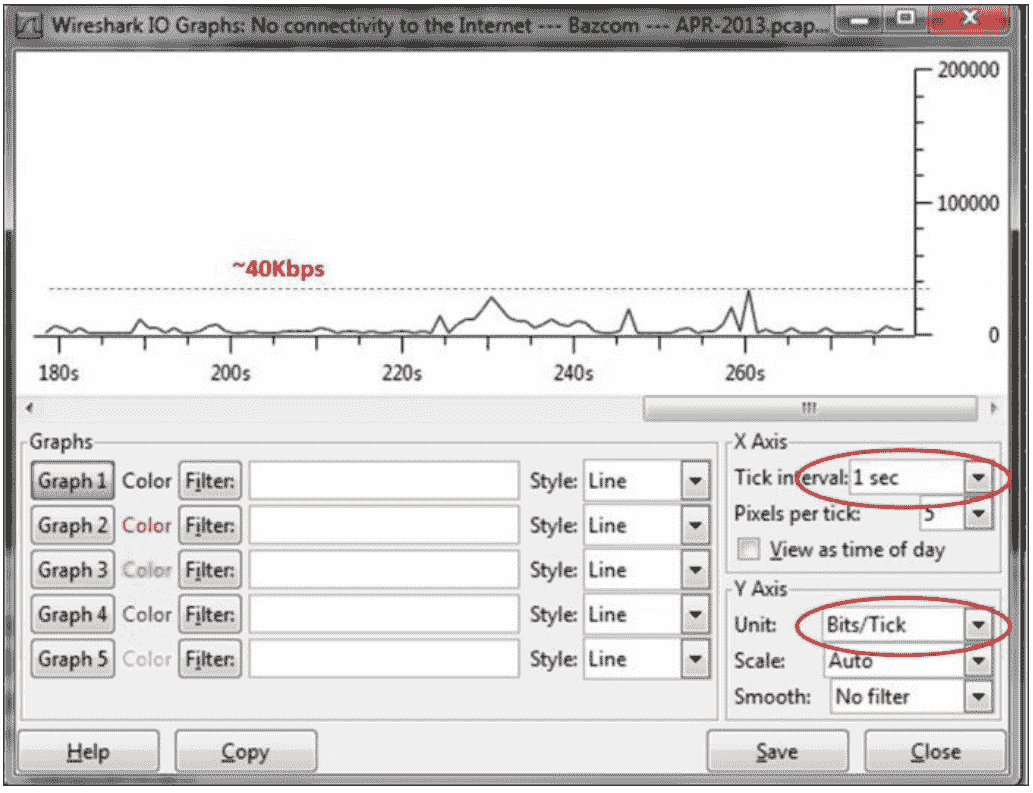 Wireshark IO Graphs: No connectivity to the Internet --- Bazcom --- APR-2013.pcap...
200000
100000
~40Kbps
0
180s 200s 220s 240s 260s
Graphs
Graph 1 Color Filter: Style: Line
Graph 2 Color Filter: Style: Line
Graph 3 Color Filter: Style: Line
Graph 4 Color Filter: Style: Line
Graph 5 Color Filter: Style: Line
X Axis
Tick interval: 1 sec
Pixels per tick: 5
View as time of day
Y Axis
Unit: Bits/Tick
Scale: Auto
Smooth: No filter
Help Copy Save Close